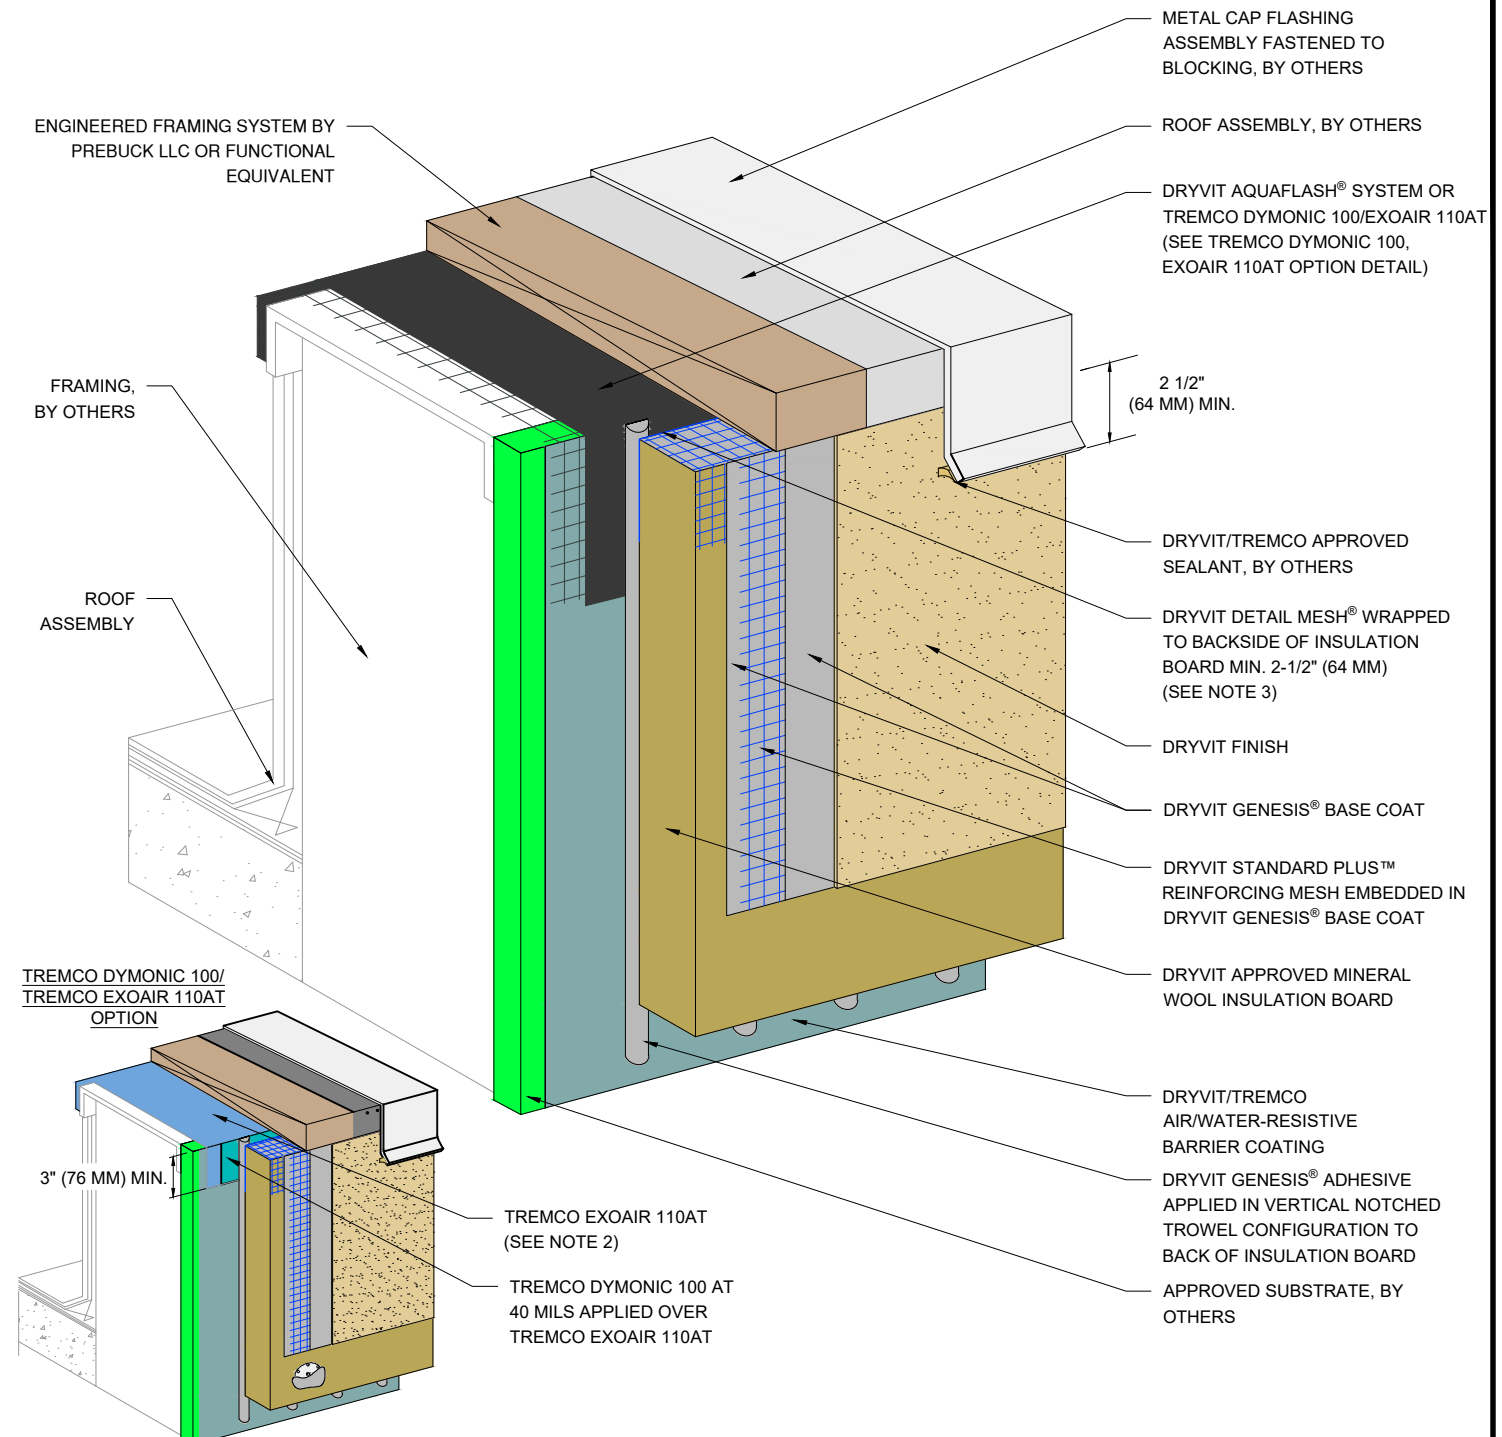 METAL CAP FLASHING
ASSEMBLY FASTENED TO
BLOCKING, BY OTHERS
ENGINEERED FRAMING SYSTEM BY
PREBUCK LLC OR FUNCTIONAL
EQUIVALENT
ROOF ASSEMBLY, BY OTHERS
DRYVIT AQUAFLASH® SYSTEM OR
TREMCO DYMONIC 100/EXOAIR 110AT
(SEE TREMCO DYMONIC 100,
EXOAIR 110AT OPTION DETAIL)
FRAMING,
BY OTHERS
2 1/2"
(64 MM) MIN.
DRYVIT/TREMCO APPROVED
SEALANT, BY OTHERS
ROOF
ASSEMBLY
DRYVIT DETAIL MESH® WRAPPED
TO BACKSIDE OF INSULATION
BOARD MIN. 2-1/2" (64 MM)
(SEE NOTE 3)
DRYVIT FINISH
DRYVIT GENESIS® BASE COAT
DRYVIT STANDARD PLUS™
REINFORCING MESH EMBEDDED IN
DRYVIT GENESIS® BASE COAT
DRYVIT APPROVED MINERAL
WOOL INSULATION BOARD
TREMCO DYMONIC 100/
TREMCO EXOAIR 110AT
OPTION
DRYVIT/TREMCO
AIR/WATER-RESISTIVE
BARRIER COATING
DRYVIT GENESIS® ADHESIVE
APPLIED IN VERTICAL NOTCHED
TROWEL CONFIGURATION TO
BACK OF INSULATION BOARD
3" (76 MM) MIN.
TREMCO EXOAIR 110AT
(SEE NOTE 2)
TREMCO DYMONIC 100 AT
40 MILS APPLIED OVER
TREMCO EXOAIR 110AT
APPROVED SUBSTRATE, BY
OTHERS